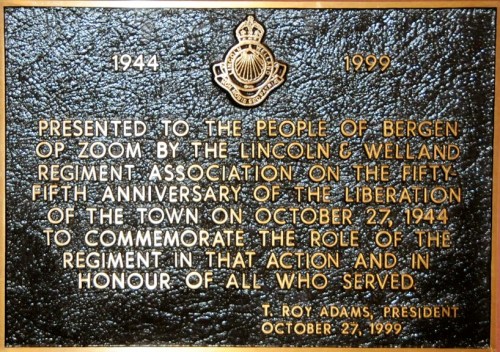 1944
1999
PRESENTED TO THE PEOPLE OF BERGEN
OP ZOOM BY THE LINCOLN & WELLAND
REGIMENT ASSOCIATION ON THE FIFTY-
FIFTH ANNIVERSARY OF THE LIBERATION
OF THE TOWN ON OCTOBER 27, 1944
TO COMMEMORATE THE ROLE OF THE
REGIMENT IN THAT ACTION AND IN
HONOUR OF ALL WHO SERVED.
T. ROY ADAMS, PRESIDENT
OCTOBER 27, 1999